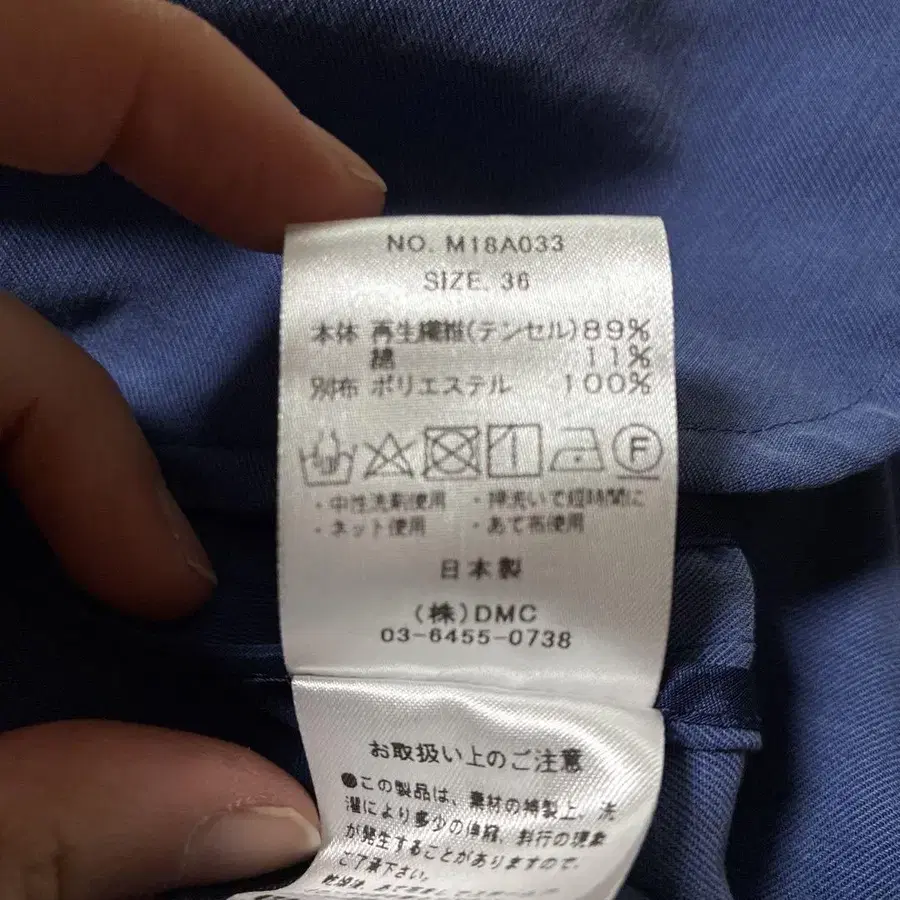 NO. M18A033
SIZE. 36
本体 再生繊維(テンセル) 89%
綿 11%
別布 ポリエステル 100%
F
・中性洗剤使用 ・押洗いで短時間に
・ネット使用 ・あて布使用
日本製
(株)DMC
03-6455-0738
お取扱い上のご注意
●この製品は、素材の特製上、洗
濯により多少の伸縮、斜行の現象
が発生することがありますので、
ご了承下さい。